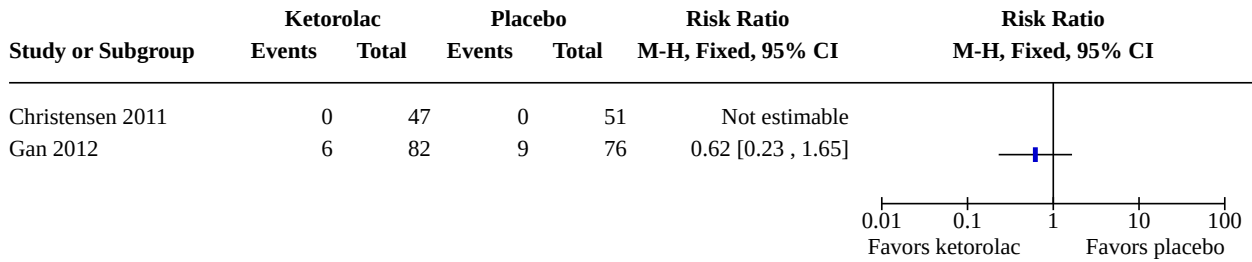 Ketorolac Placebo Risk Ratio Risk Ratio
Study or Subgroup Events Total Events Total M-H, Fixed, 95% CI M-H, Fixed, 95% CI
Christensen 2011 0 47 0 51 Not estimable
Gan 2012 6 82 9 76 0.62 [0.23 , 1.65]
0.01 0.1 1 10 100
Favors ketorolac Favors placebo